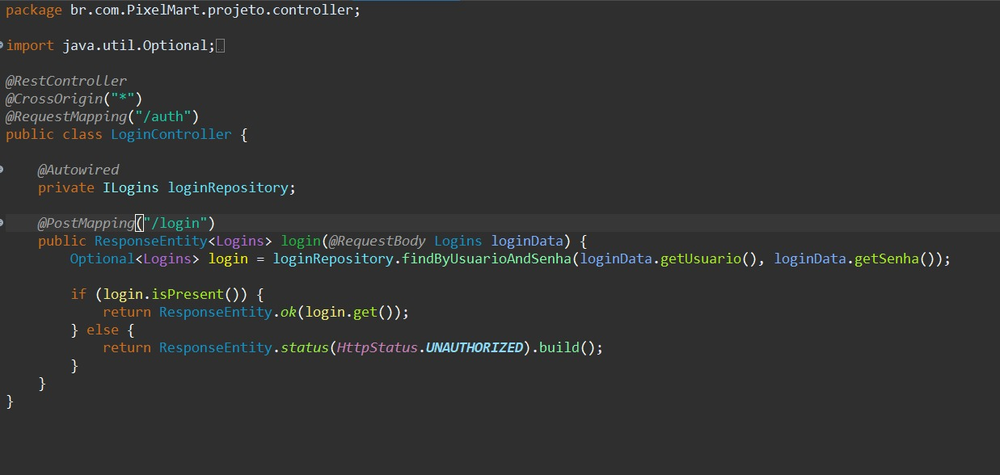 package br.com.PixelMart.projeto.controller;
import java.util.Optional;
@RestController
@CrossOrigin("*")
@RequestMapping("/auth")
public class LoginController {
@Autowired
private ILogins loginRepository;
@PostMapping("/login")
public ResponseEntity<Logins> login(@RequestBody Logins loginData) {
Optional<Logins> login = loginRepository.findByUsuarioAndSenha(loginData.getUsuario(), loginData.getSenha());
if (login.isPresent()) {
return ResponseEntity.ok(login.get());
} else {
return ResponseEntity.status(HttpStatus.UNAUTHORIZED).build();
}
}
}